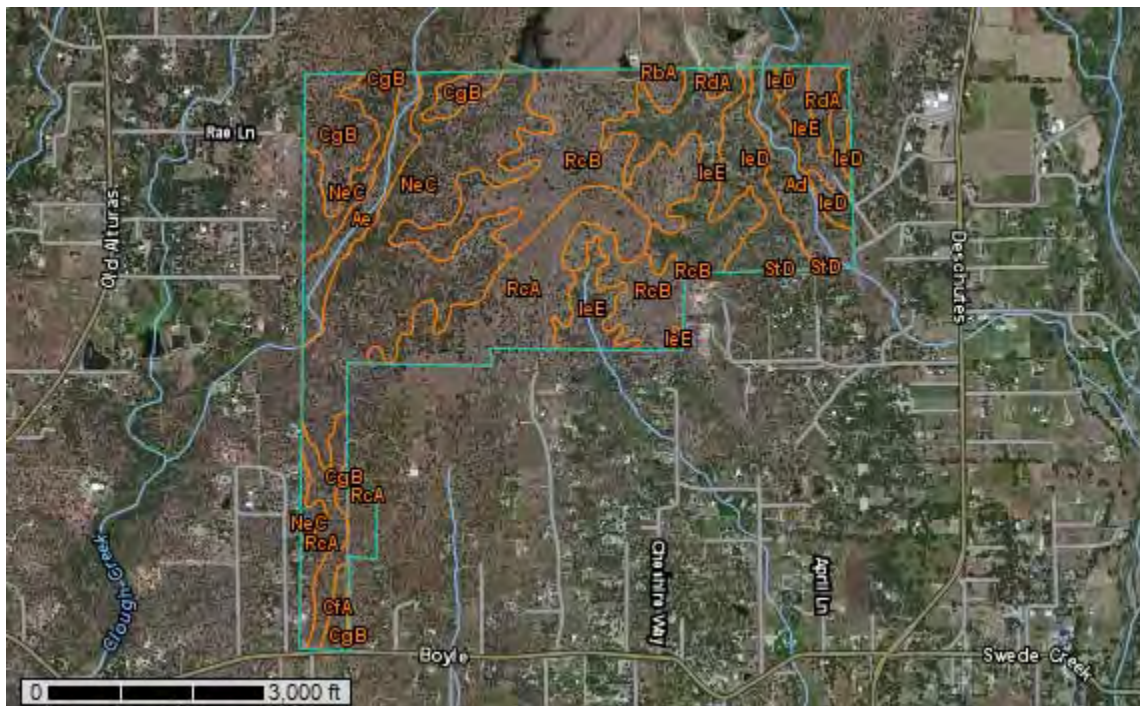 RbA
CgB
RdA
IeD
CgB
RdA
Rae Ln
CgB
IeE
RcB
IeD
IeD
IeE
NeC
NeC
Ad
IeD
Ae
Old Alturas
Deschutes
RcB
StD
StD
RcA
RcB
IeE
IeE
CgB
RcA
NeC
RcA
Clough Creek
Cheshire Way
April Ln
CfA
CgB
Boyle
Swede Creek
0 3,000 ft